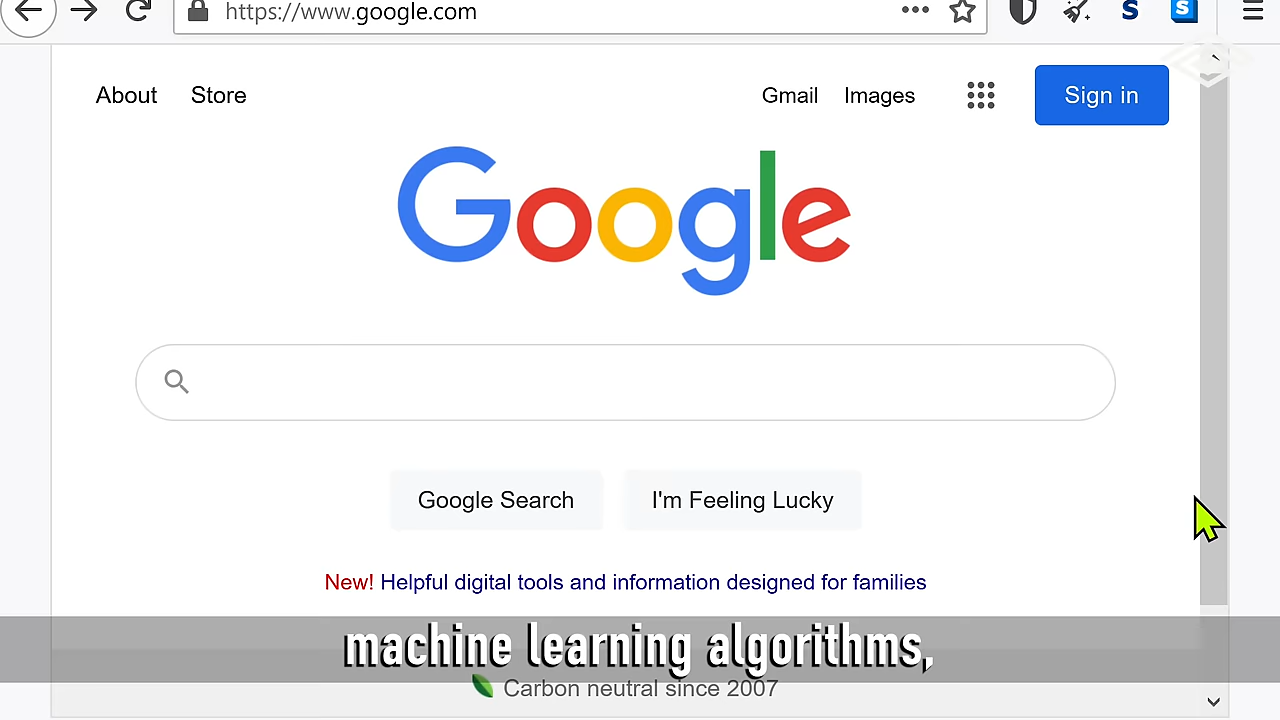 https://www.google.com
About Store Gmail Images Sign in
Google
Google Search I'm Feeling Lucky
New! Helpful digital tools and information designed for families
machine learning algorithms,
Carbon neutral since 2007